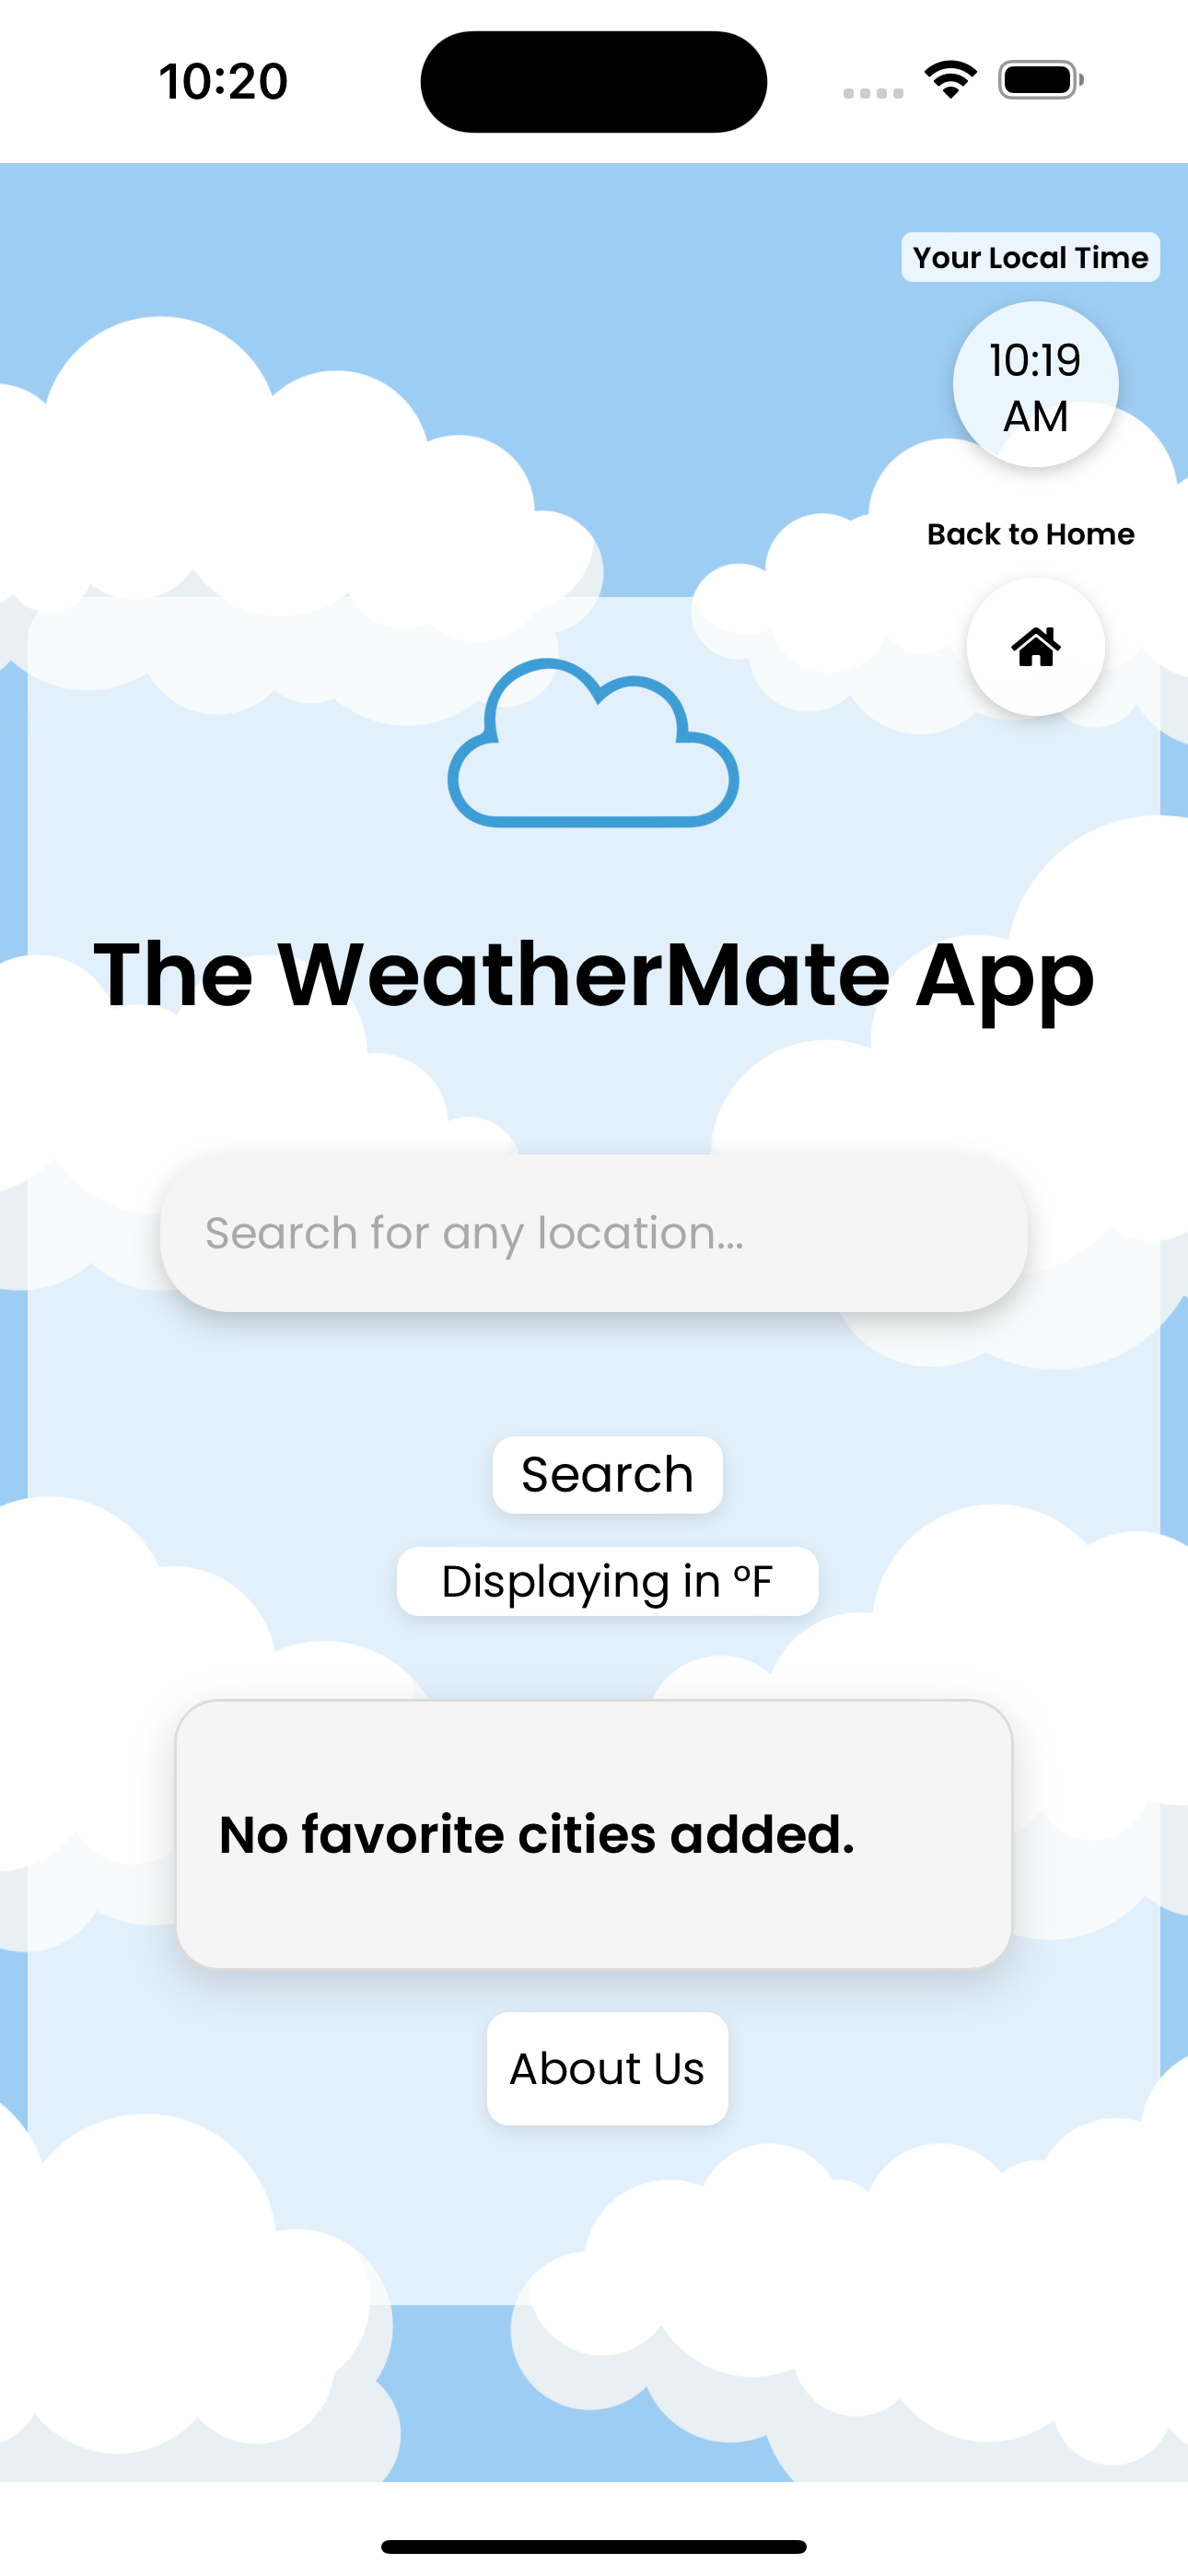 10:20
Your Local Time
10:19
AM
Back to Home
The WeatherMate App
Search for any location...
Search
Displaying in °F
No favorite cities added.
About Us